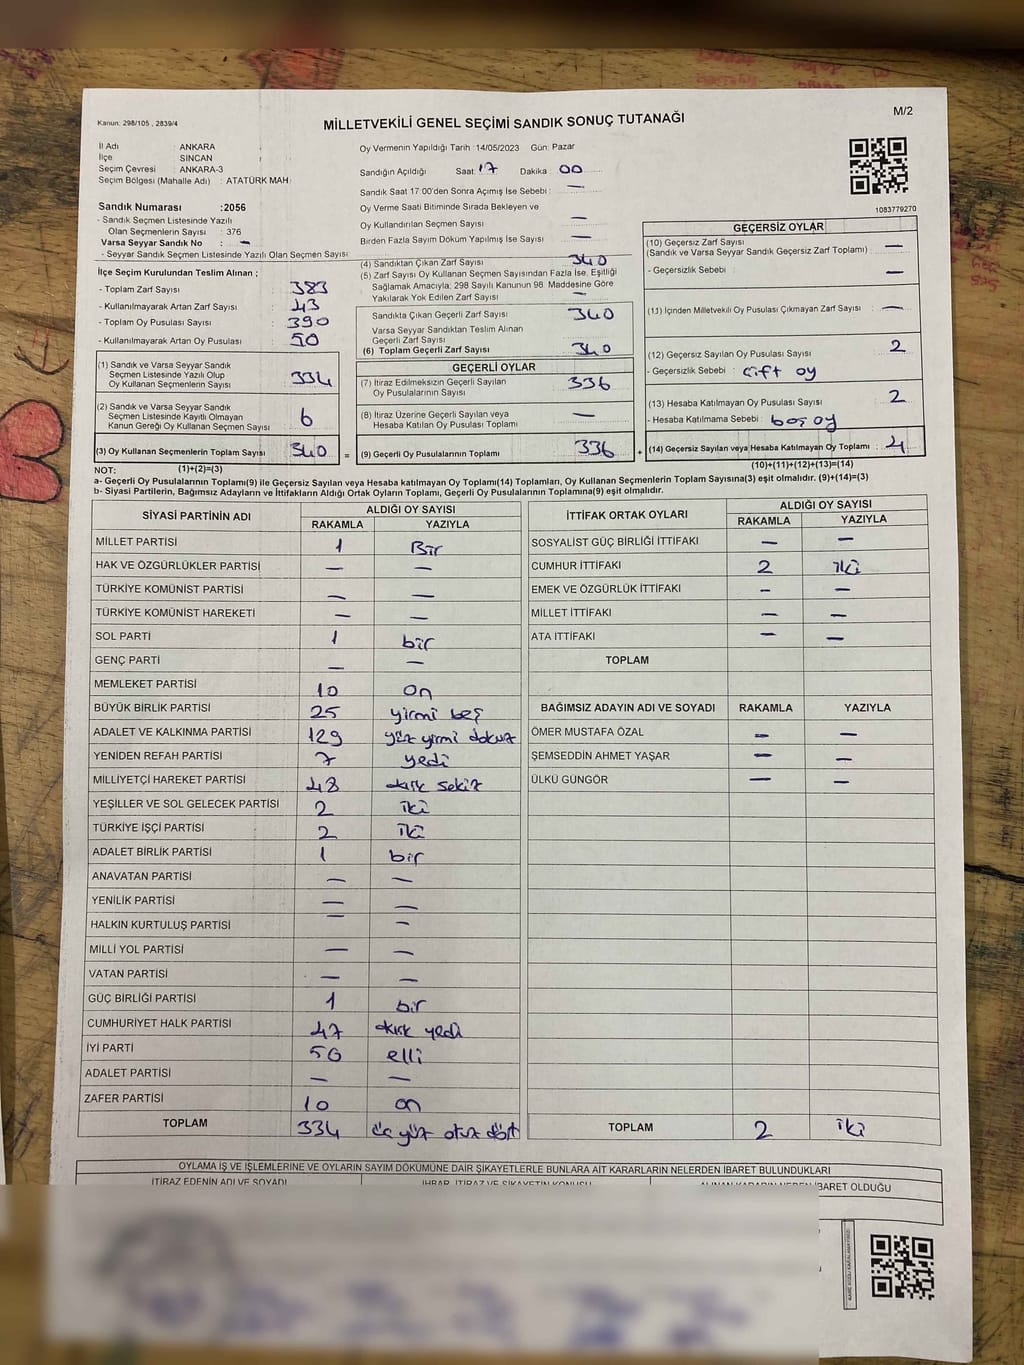 Kanun: 298/105 , 2839/4
MİLLETVEKİLİ GENEL SEÇİMİ SANDIK SONUÇ TUTANAĞI
M/2
İl Adı : ANKARA
İlçe : SİNCAN
Seçim Çevresi : ANKARA-3
Seçim Bölgesi (Mahalle Adı) : ATATÜRK MAH
Sandık Numarası :2056
- Sandık Seçmen Listesinde Yazılı
Olan Seçmenlerin Sayısı : 376
Varsa Seyyar Sandık No : —
- Seyyar Sandık Seçmen Listesinde Yazılı Olan Seçmen Sayısı
Oy Vermenin Yapıldığı Tarih :14/05/2023 Gün: Pazar
Sandığın Açıldığı Saat 17 Dakika 00
Sandık Saat 17:00'den Sonra Açımış İse Sebebi : —
Oy Verme Saati Bitiminde Sırada Bekleyen ve
Oy Kullandırılan Seçmen Sayısı —
Birden Fazla Sayım Döküm Yapılmış İse Sayısı —
1083779270
İlçe Seçim Kurulundan Teslim Alınan ;
- Toplam Zarf Sayısı : 383
- Kullanılmayarak Artan Zarf Sayısı : 43
- Toplam Oy Pusulası Sayısı : 390
- Kullanılmayarak Artan Oy Pusulası : 50
(1) Sandık ve Varsa Seyyar Sandık
Seçmen Listesinde Yazılı Olup
Oy Kullanan Seçmenlerin Sayısı 334
(2) Sandık ve Varsa Seyyar Sandık
Seçmen Listesinde Kayıtlı Olmayan
Kanun Gereği Oy Kullanan Seçmen Sayısı 6
(3) Oy Kullanan Seçmenlerin Toplam Sayısı 340 =
(4) Sandıktan Çıkan Zarf Sayısı 340
(5) Zarf Sayısı Oy Kullanan Seçmen Sayısından Fazla İse, Eşitliği
Sağlamak Amacıyla; 298 Sayılı Kanunun 98. Maddesine Göre
Yakılarak Yok Edilen Zarf Sayısı —
Sandıkta Çıkan Geçerli Zarf Sayısı 340
Varsa Seyyar Sandıktan Teslim Alınan
Geçerli Zarf Sayısı
(6) Toplam Geçerli Zarf Sayısı 340
GEÇERLİ OYLAR
(7) İtiraz Edilmeksizin Geçerli Sayılan
Oy Pusulalarının Sayısı 336
(8) İtiraz Üzerine Geçerli Sayılan veya
Hesaba Katılan Oy Pusulası Toplamı —
(9) Geçerli Oy Pusulalarının Toplamı 336 +
GEÇERSİZ OYLAR
(10) Geçersiz Zarf Sayısı
(Sandık ve Varsa Seyyar Sandık Geçersiz Zarf Toplamı) : —
- Geçersizlik Sebebi : —
(11) İçinden Milletvekili Oy Pusulası Çıkmayan Zarf Sayısı : —
(12) Geçersiz Sayılan Oy Pusulası Sayısı : 2
- Geçersizlik Sebebi : çift oy
(13) Hesaba Katılmayan Oy Pusulası Sayısı : 2
- Hesaba Katılmama Sebebi : boş oy
(14) Geçersiz Sayılan veya Hesaba Katılmayan Oy Toplamı : 4
NOT: (1)+(2)=(3)
(10)+(11)+(12)+(13)=(14)
a- Geçerli Oy Pusulalarının Toplamı(9) ile Geçersiz Sayılan veya Hesaba katılmayan Oy Toplamı(14) Toplamları, Oy Kullanan Seçmenlerin Toplam Sayısına(3) eşit olmalıdır. (9)+(14)=(3)
b- Siyasi Partilerin, Bağımsız Adayların ve İttifakların Aldığı Ortak Oyların Toplamı, Geçerli Oy Pusulalarının Toplamına(9) eşit olmalıdır.
SİYASİ PARTİNİN ADI ALDIĞI OY SAYISI
RAKAMLA YAZIYLA
MİLLET PARTİSİ 1 Bir
HAK VE ÖZGÜRLÜKLER PARTİSİ — —
TÜRKİYE KOMÜNİST PARTİSİ — —
TÜRKİYE KOMÜNİST HAREKETİ — —
SOL PARTİ 1 bir
GENÇ PARTİ — —
MEMLEKET PARTİSİ 10 on
BÜYÜK BİRLİK PARTİSİ 25 yirmi beş
ADALET VE KALKINMA PARTİSİ 129 yüz yirmi dokuz
YENİDEN REFAH PARTİSİ 7 yedi
MİLLİYETÇİ HAREKET PARTİSİ 48 kırk sekiz
YEŞİLLER VE SOL GELECEK PARTİSİ 2 iki
TÜRKİYE İŞÇİ PARTİSİ 2 iki
ADALET BİRLİK PARTİSİ 1 bir
ANAVATAN PARTİSİ — —
YENİLİK PARTİSİ — —
HALKIN KURTULUŞ PARTİSİ — —
MİLLİ YOL PARTİSİ — —
VATAN PARTİSİ — —
GÜÇ BİRLİĞİ PARTİSİ 1 bir
CUMHURİYET HALK PARTİSİ 47 kırk yedi
İYİ PARTİ 50 elli
ADALET PARTİSİ — —
ZAFER PARTİSİ 10 on
TOPLAM 334 üç yüz otuz dört
İTTİFAK ORTAK OYLARI ALDIĞI OY SAYISI
RAKAMLA YAZIYLA
SOSYALİST GÜÇ BİRLİĞİ İTTİFAKI — —
CUMHUR İTTİFAKI 2 iki
EMEK VE ÖZGÜRLÜK İTTİFAKI — —
MİLLET İTTİFAKI — —
ATA İTTİFAKI — —
TOPLAM
BAĞIMSIZ ADAYIN ADI VE SOYADI RAKAMLA YAZIYLA
ÖMER MUSTAFA ÖZAL — —
ŞEMSEDDİN AHMET YAŞAR — —
ÜLKÜ GÜNGÖR — —
TOPLAM 2 iki
OYLAMA İŞ VE İŞLEMLERİNE VE OYLARIN SAYIM DÖKÜMÜNE DAİR ŞİKAYETLERLE BUNLARA AİT KARARLARIN NELERDEN İBARET BULUNDUKLARI
İTİRAZ EDENİN ADI VE SOYADI İHBAR, İTİRAZ VE ŞİKAYETİN KONUSU ALINAN KARARIN NEDEN İBARET OLDUĞU